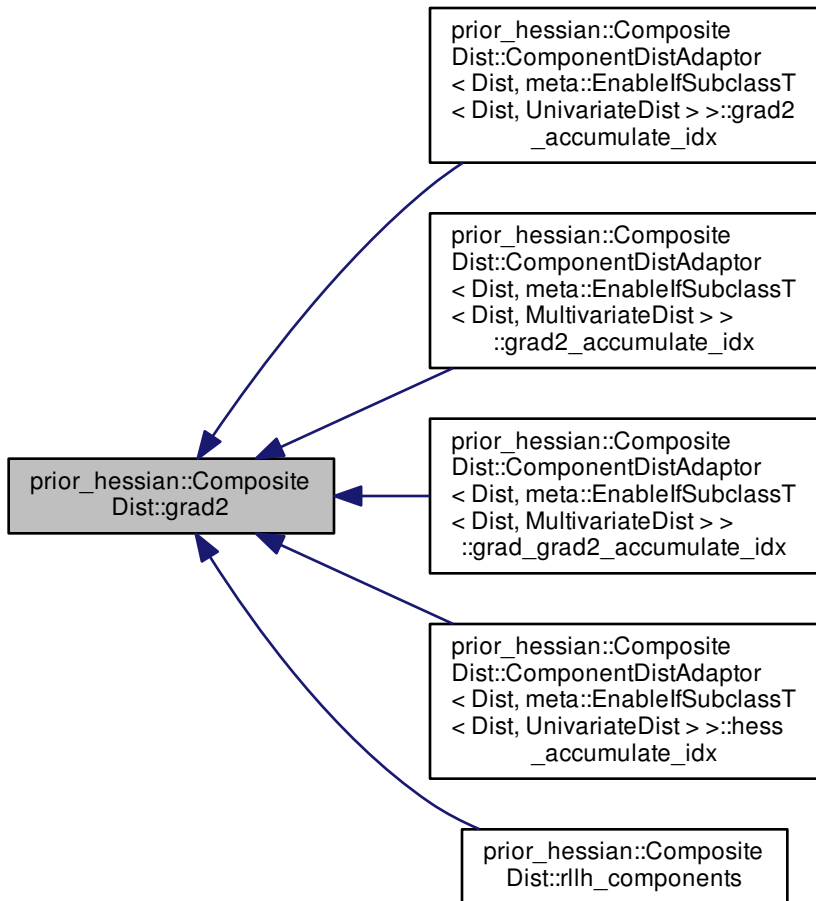 prior_hessian::Composite
Dist::ComponentDistAdaptor
< Dist, meta::EnableIfSubclassT
< Dist, UnivariateDist > >::grad2
_accumulate_idx
prior_hessian::Composite
Dist::ComponentDistAdaptor
< Dist, meta::EnableIfSubclassT
< Dist, MultivariateDist > >
::grad2_accumulate_idx
prior_hessian::Composite
Dist::grad2
prior_hessian::Composite
Dist::ComponentDistAdaptor
< Dist, meta::EnableIfSubclassT
< Dist, MultivariateDist > >
::grad_grad2_accumulate_idx
prior_hessian::Composite
Dist::ComponentDistAdaptor
< Dist, meta::EnableIfSubclassT
< Dist, UnivariateDist > >::hess
_accumulate_idx
prior_hessian::Composite
Dist::rllh_components